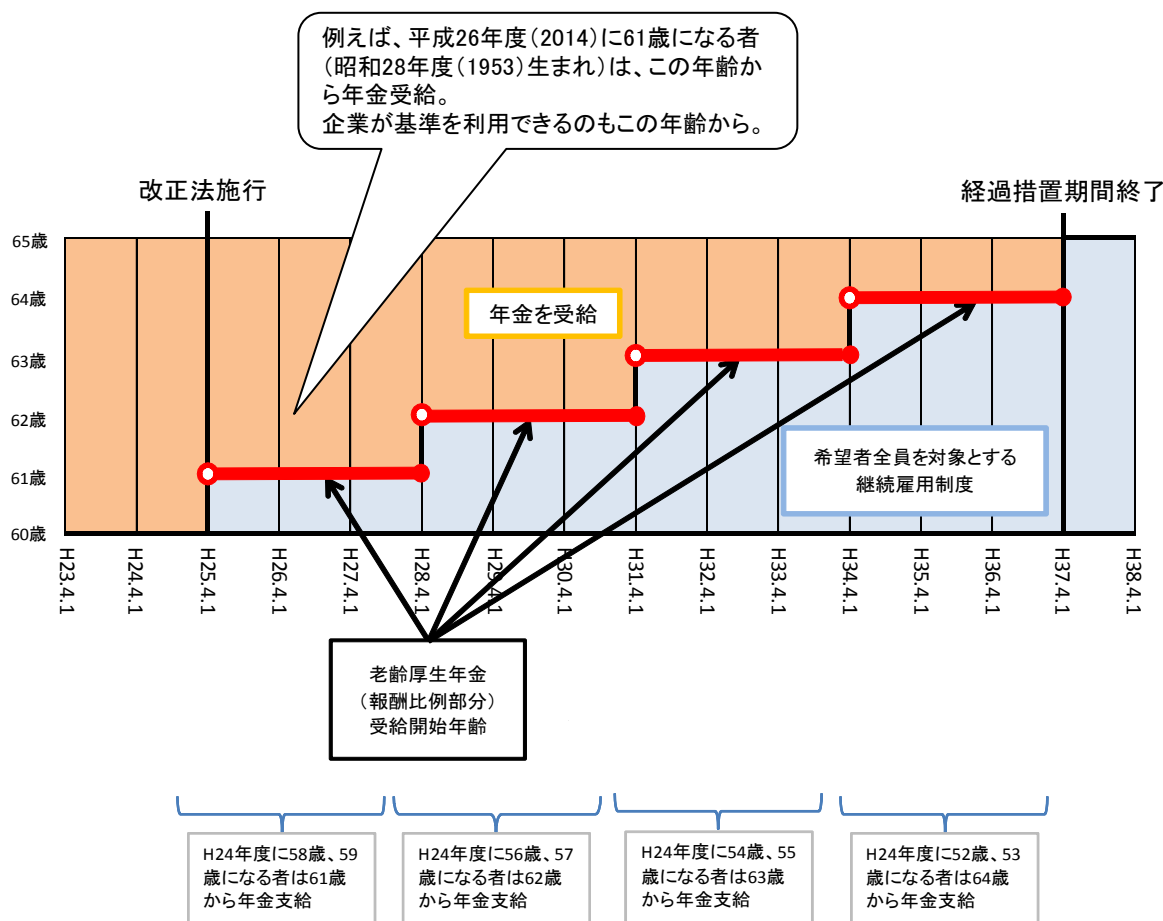 例えば、平成26年度(2014)に61歳になる者
(昭和28年度(1953)生まれ)は、この年齢か
ら年金受給。
企業が基準を利用できるのもこの年齢から。
改正法施行
経過措置期間終了
65歳
64歳
63歳
62歳
61歳
60歳
年金を受給
希望者全員を対象とする
継続雇用制度
H23.4.1
H24.4.1
H25.4.1
H26.4.1
H27.4.1
H28.4.1
H29.4.1
H30.4.1
H31.4.1
H32.4.1
H33.4.1
H34.4.1
H35.4.1
H36.4.1
H37.4.1
H38.4.1
老齢厚生年金
(報酬比例部分)
受給開始年齢
H24年度に58歳、59
歳になる者は61歳
から年金支給
H24年度に56歳、57
歳になる者は62歳
から年金支給
H24年度に54歳、55
歳になる者は63歳
から年金支給
H24年度に52歳、53
歳になる者は64歳
から年金支給